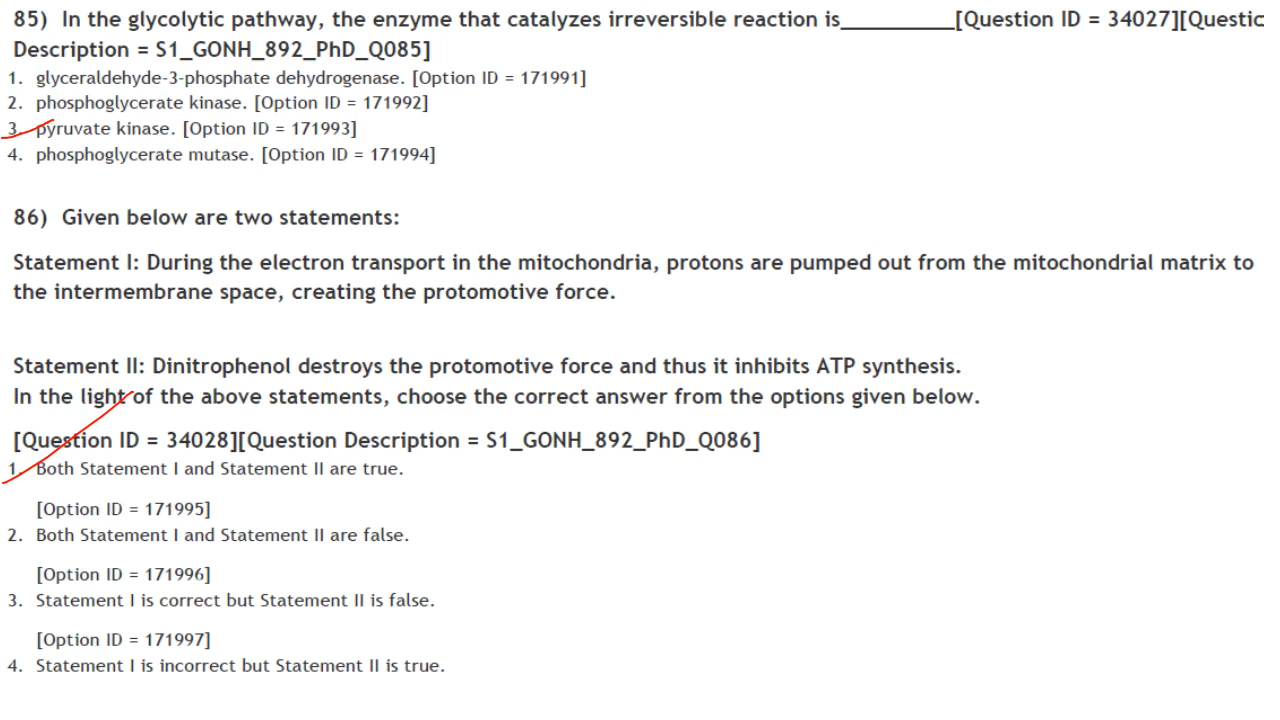 85) In the glycolytic pathway, the enzyme that catalyzes irreversible reaction is__________[Question ID = 34027][Questic
Description = S1_GONH_892_PhD_Q085]
1. glyceraldehyde-3-phosphate dehydrogenase. [Option ID = 171991]
2. phosphoglycerate kinase. [Option ID = 171992]
3. pyruvate kinase. [Option ID = 171993]
4. phosphoglycerate mutase. [Option ID = 171994]
86) Given below are two statements:
Statement I: During the electron transport in the mitochondria, protons are pumped out from the mitochondrial matrix to
the intermembrane space, creating the protomotive force.
Statement II: Dinitrophenol destroys the protomotive force and thus it inhibits ATP synthesis.
In the light of the above statements, choose the correct answer from the options given below.
[Question ID = 34028][Question Description = S1_GONH_892_PhD_Q086]
1. Both Statement I and Statement II are true.
[Option ID = 171995]
2. Both Statement I and Statement II are false.
[Option ID = 171996]
3. Statement I is correct but Statement II is false.
[Option ID = 171997]
4. Statement I is incorrect but Statement II is true.